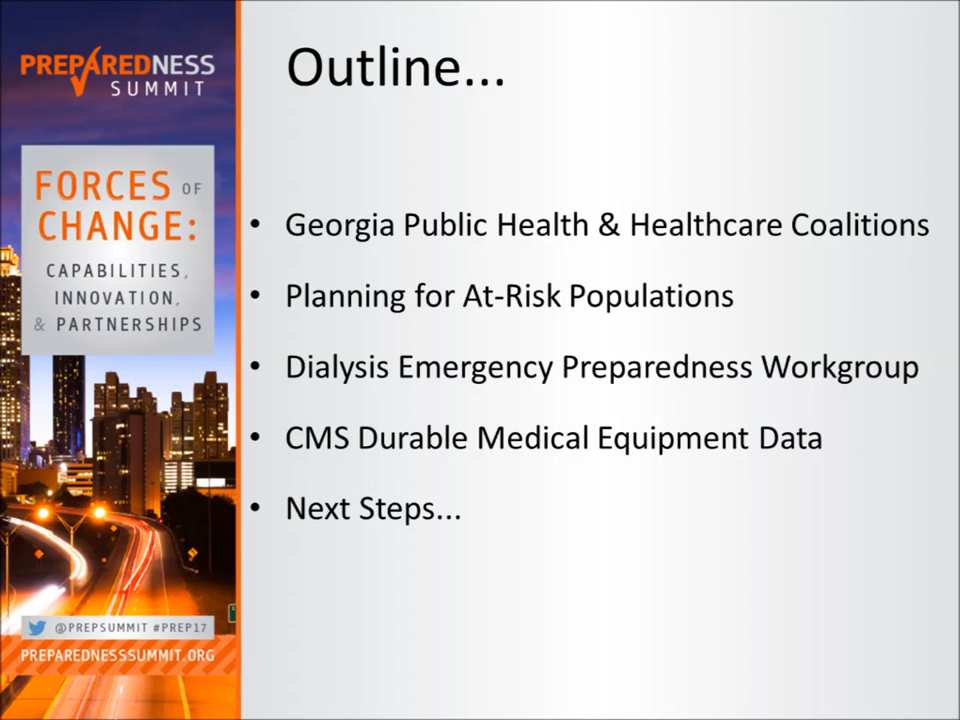 PREPAREDNESS
SUMMIT
FORCES OF
CHANGE:
CAPABILITIES,
INNOVATION,
& PARTNERSHIPS
@PREPSUMMIT #PREP17
PREPAREDNESSSUMMIT.ORG
Outline...
• Georgia Public Health & Healthcare Coalitions
• Planning for At-Risk Populations
• Dialysis Emergency Preparedness Workgroup
• CMS Durable Medical Equipment Data
• Next Steps...